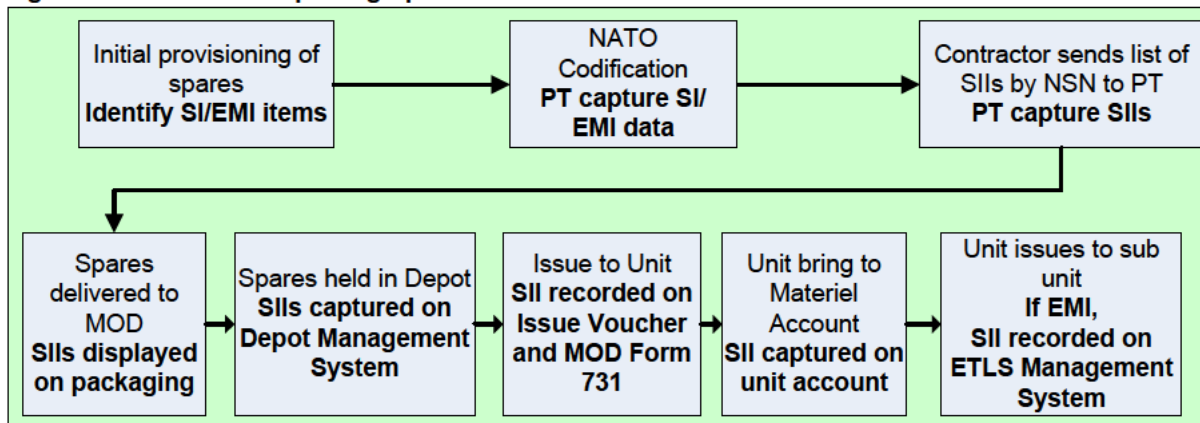 Initial provisioning of
spares
Identify SI/EMI items
NATO
Codification
PT capture SI/
EMI data
Contractor sends list of
SIIs by NSN to PT
PT capture SIIs
Spares
delivered to
MOD
SIIs displayed
on packaging
Spares held in Depot
SIIs captured on
Depot Management
System
Issue to Unit
SII recorded on
Issue Voucher
and MOD Form
731
Unit bring to
Materiel
Account
SII captured on
unit account
Unit issues to sub
unit
If EMI,
SII recorded on
ETLS Management
System